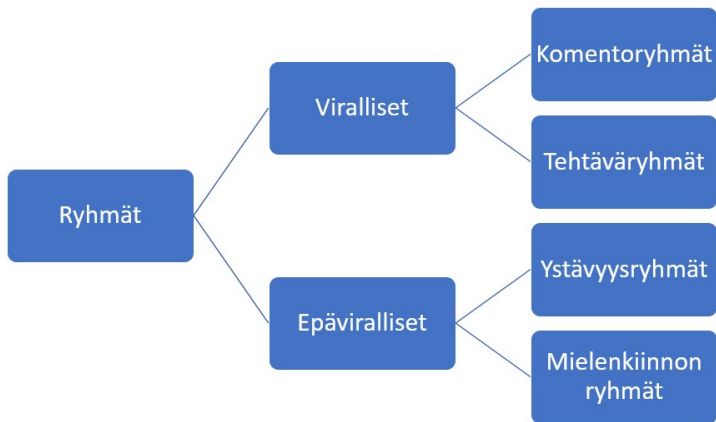 Ryhmät
Viralliset
Komentoryhmät
Tehtäväryhmät
Epäviralliset
Ystävyysryhmät
Mielenkiinnon
ryhmät